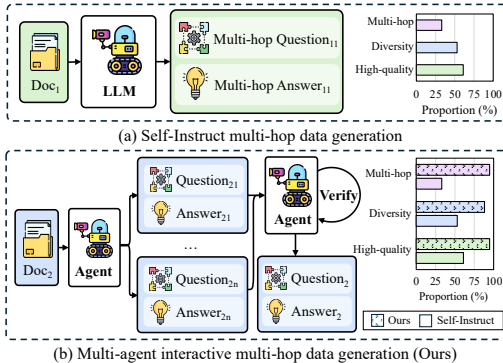 Doc1
LLM
Multi-hop Question11
Multi-hop Answer11
Multi-hop
Diversity
High-quality
0 25 50 75 100
Proportion (%)
(a) Self-Instruct multi-hop data generation
Doc2
Agent
Question21
Answer21
...
Question2n
Answer2n
Agent
Verify
Question2
Answer2
Multi-hop
Diversity
High-quality
0 25 50 75 100
Proportion (%)
Ours Self-Instruct
(b) Multi-agent interactive multi-hop data generation (Ours)